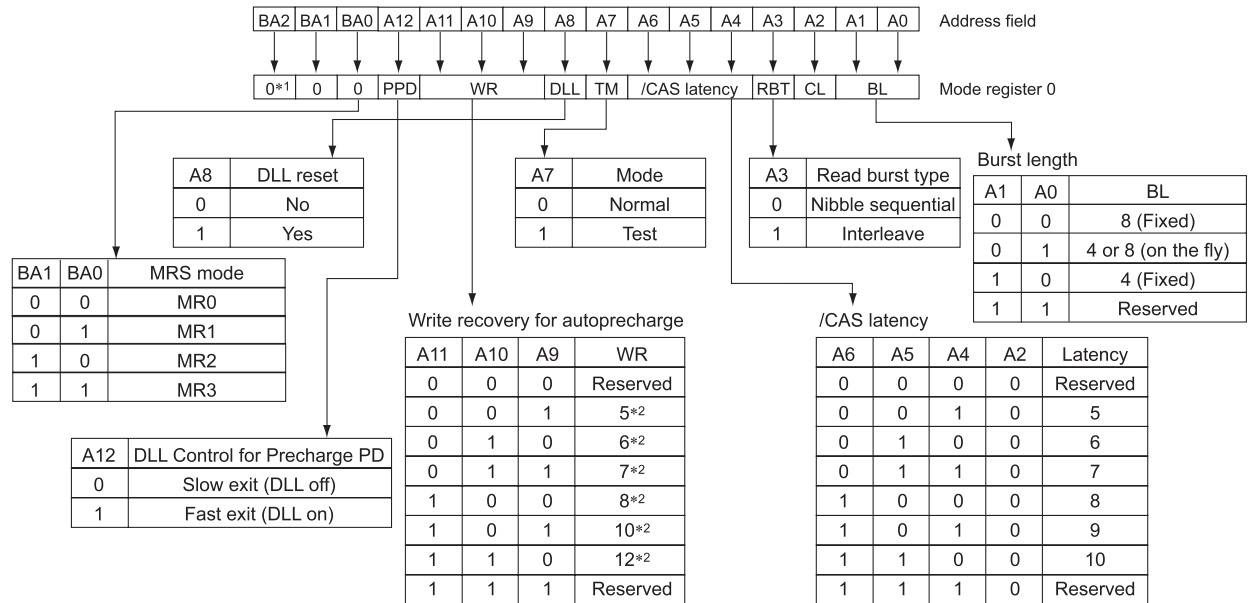 BA2 BA1 BA0 A12 A11 A10 A9 A8 A7 A6 A5 A4 A3 A2 A1 A0 Address field
0*1 0 0 PPD WR DLL TM /CAS latency RBT CL BL Mode register 0
A8 DLL reset
0 No
1 Yes
A7 Mode
0 Normal
1 Test
A3 Read burst type
0 Nibble sequential
1 Interleave
Burst length
A1 A0 BL
0 0 8 (Fixed)
0 1 4 or 8 (on the fly)
1 0 4 (Fixed)
1 1 Reserved
BA1 BA0 MRS mode
0 0 MR0
0 1 MR1
1 0 MR2
1 1 MR3
A12 DLL Control for Precharge PD
0 Slow exit (DLL off)
1 Fast exit (DLL on)
Write recovery for autoprecharge
A11 A10 A9 WR
0 0 0 Reserved
0 0 1 5*2
0 1 0 6*2
0 1 1 7*2
1 0 0 8*2
1 0 1 10*2
1 1 0 12*2
1 1 1 Reserved
/CAS latency
A6 A5 A4 A2 Latency
0 0 0 0 Reserved
0 0 1 0 5
0 1 0 0 6
0 1 1 0 7
1 0 0 0 8
1 0 1 0 9
1 1 0 0 10
1 1 1 0 Reserved